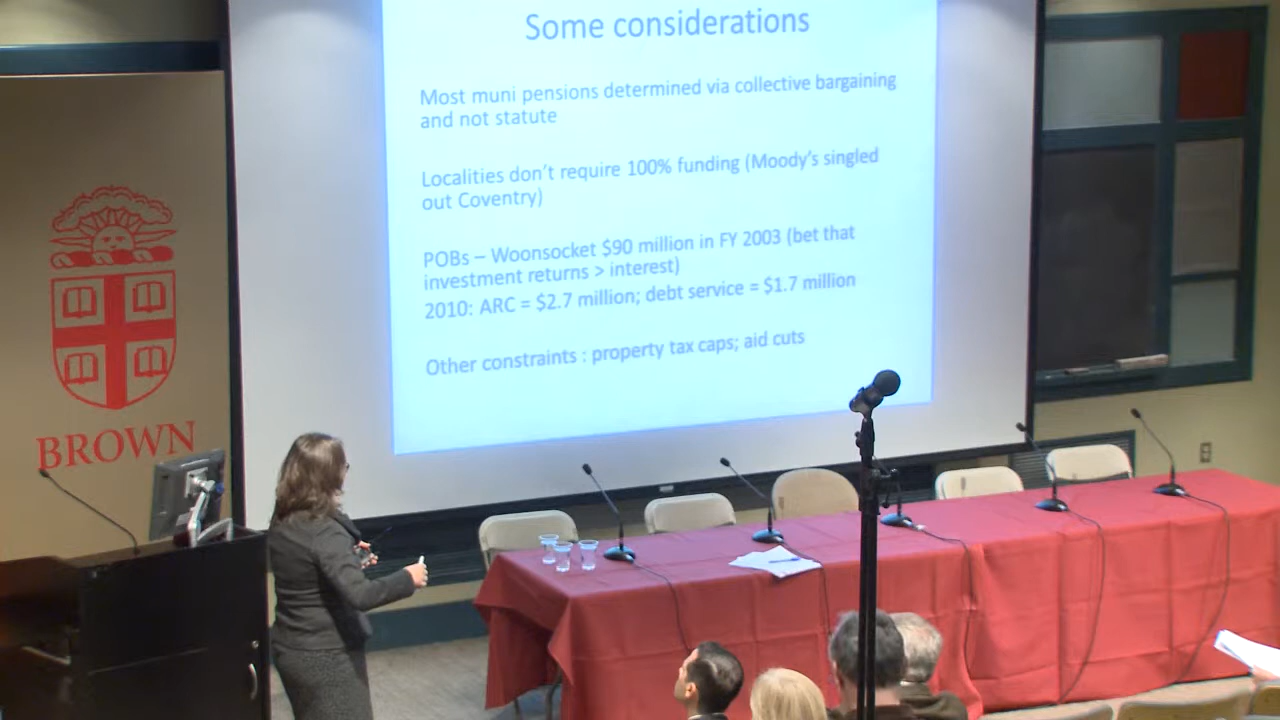 Some considerations
Most muni pensions determined via collective bargaining
and not statute
Localities don't require 100% funding (Moody's singled
out Coventry)
POBs – Woonsocket $90 million in FY 2003 (bet that
investment returns > interest)
2010: ARC = $2.7 million; debt service = $1.7 million
Other constraints : property tax caps; aid cuts
BROWN